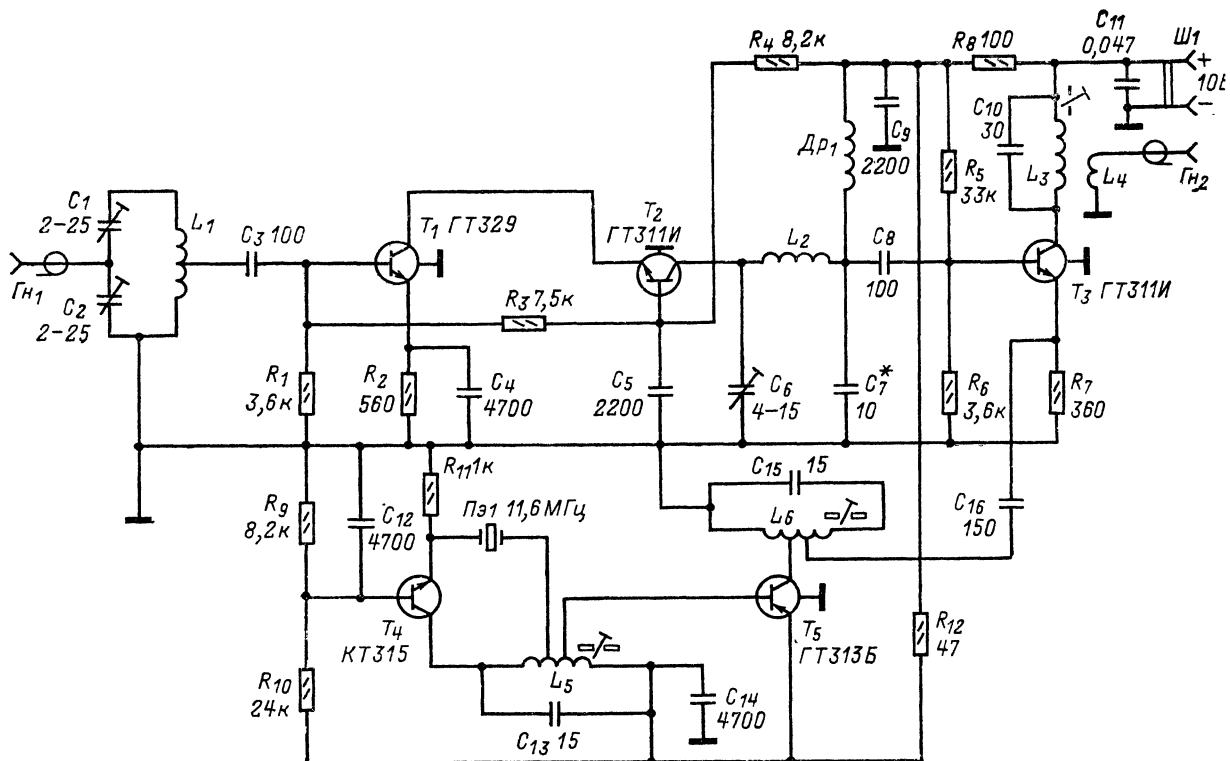 R4 8,2к
R8 100
C11
0,047
Ш1
+
10В
−
C10
30
C9
2200
Др1
R5
33к
L3
L4
Гн2
C1
2−25
L1
C3 100
T1 ГТ329
T2
ГТ311И
L2
C8
100
T3 ГТ311И
Гн1
C2
2−25
R3 7,5к
R1
3,6к
R2
560
C4
4700
C5
2200
C6
4−15
C7*
10
R6
3,6к
R7
360
R11 1к
C15 15
L6
C16
150
R9
8,2к
C12
4700
Пэ1 11,6 МГц
T4
КТ315
T5
ГТ313Б
R12
47
L5
R10
24к
C14
4700
C13 15